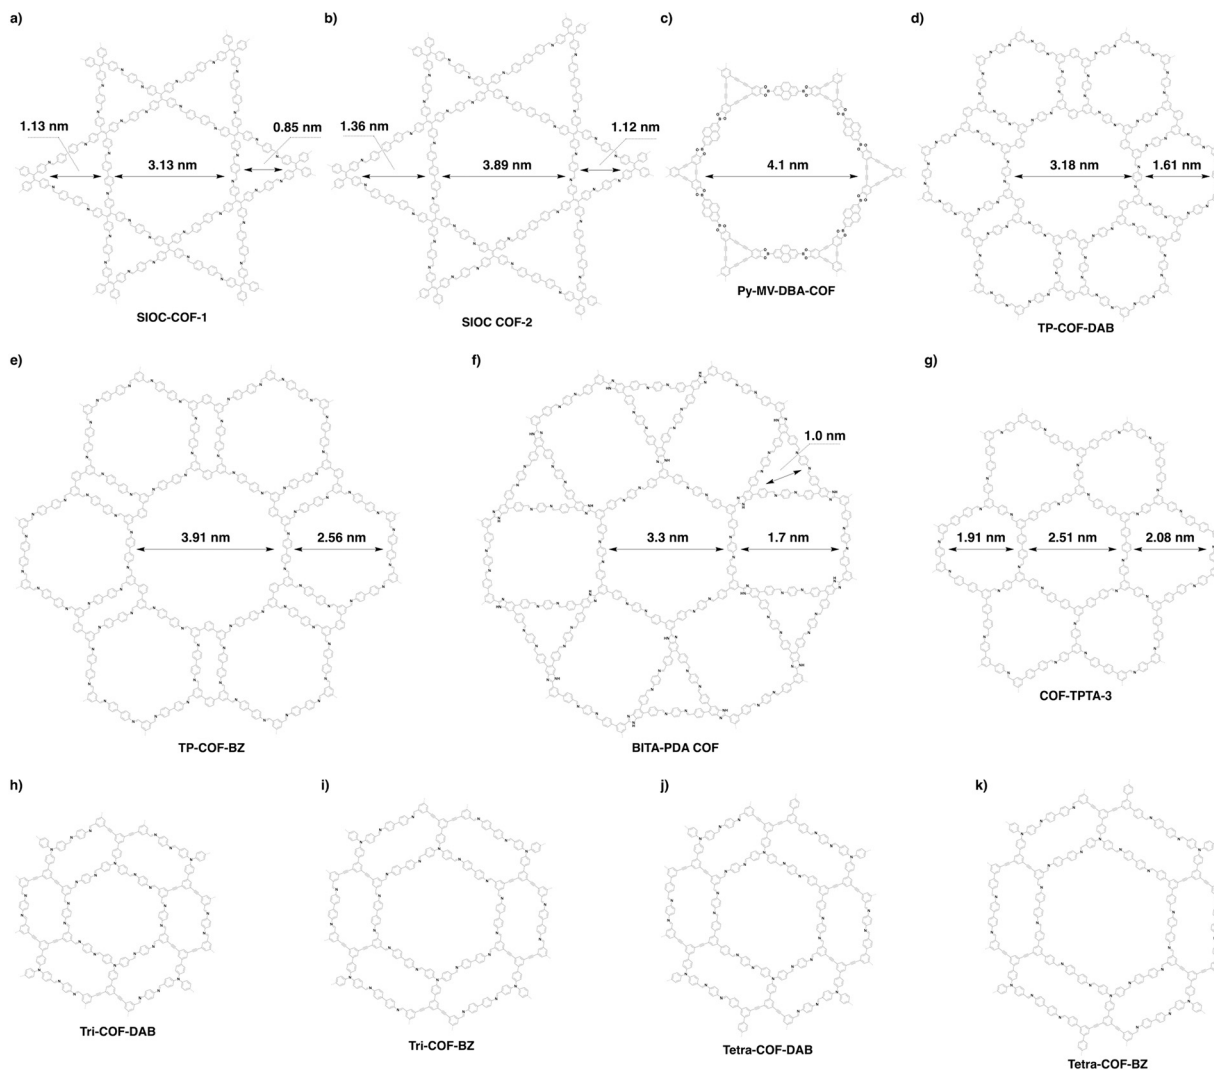 a)
b)
c)
d)
1.13 nm
0.85 nm
3.13 nm
1.36 nm
1.12 nm
3.89 nm
4.1 nm
3.18 nm
1.61 nm
SIOC-COF-1
SIOC COF-2
Py-MV-DBA-COF
TP-COF-DAB
e)
f)
g)
3.91 nm
2.56 nm
1.0 nm
3.3 nm
1.7 nm
1.91 nm
2.51 nm
2.08 nm
TP-COF-BZ
BITA-PDA COF
COF-TPTA-3
h)
i)
j)
k)
Tri-COF-DAB
Tri-COF-BZ
Tetra-COF-DAB
Tetra-COF-BZ